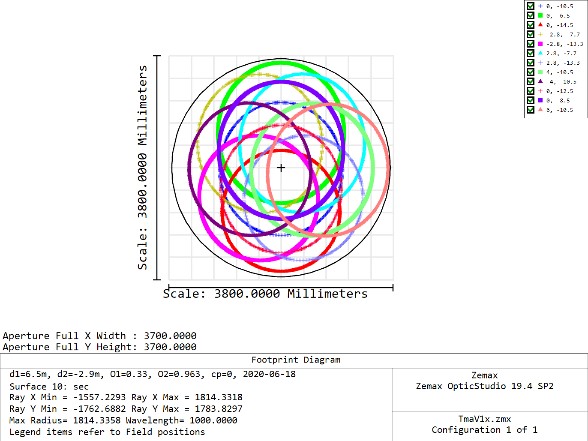 0, -10.5
0, 6.5
0, -14.5
-2.8, -7.7
-2.8, -13.3
2.8, -7.7
2.8, -13.3
4, -10.5
-4, -10.5
0, -12.5
0, 8.5
6, -10.5
Scale: 3800.0000 Millimeters
Scale: 3800.0000 Millimeters
Aperture Full X Width : 3700.0000
Aperture Full Y Height: 3700.0000
Footprint Diagram
d1=6.5m, d2=-2.9m, O1=0.33, O2=0.963, cp=0, 2020-06-18
Surface 10: sec
Ray X Min = -1557.2293 Ray X Max = 1814.3318
Ray Y Min = -1762.6882 Ray Y Max = 1783.8297
Max Radius= 1814.3358 Wavelength= 1000.0000
Legend items refer to Field positions
Zemax
Zemax OpticStudio 19.4 SP2
TmaV1x.zmx
Configuration 1 of 1